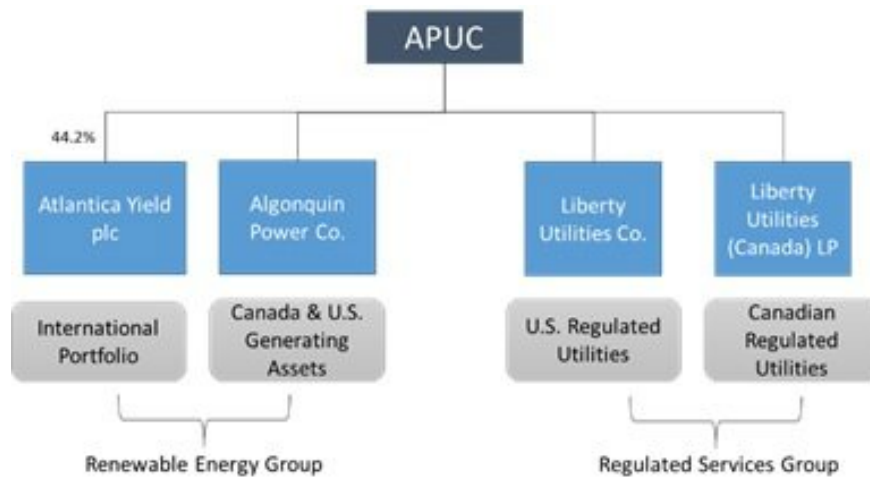 APUC
44.2%
Atlantica Yield
plc
Algonquin
Power Co.
Liberty
Utilities Co.
Liberty
Utilities
(Canada) LP
International
Portfolio
Canada & U.S.
Generating
Assets
U.S. Regulated
Utilities
Canadian
Regulated
Utilities
Renewable Energy Group
Regulated Services Group